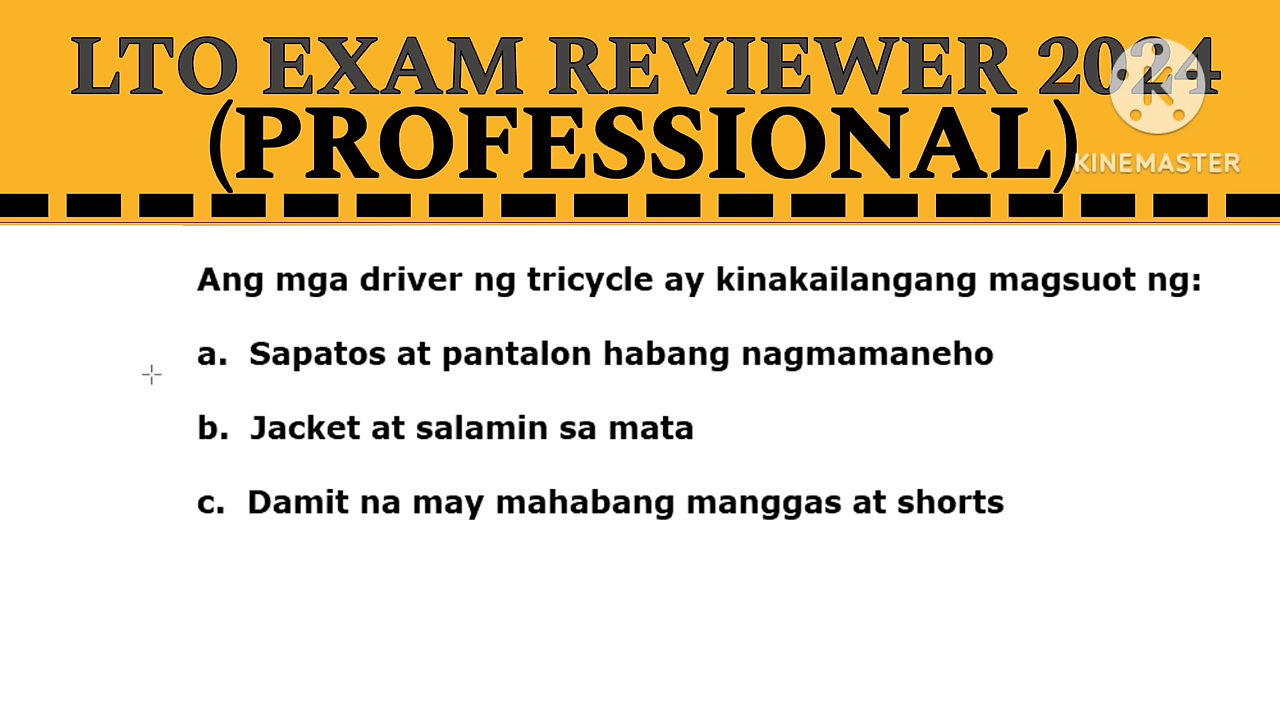 LTO EXAM REVIEWER 2024
(PROFESSIONAL)
KINEMASTER
Ang mga driver ng tricycle ay kinakailangang magsuot ng:
a. Sapatos at pantalon habang nagmamaneho
b. Jacket at salamin sa mata
c. Damit na may mahabang manggas at shorts